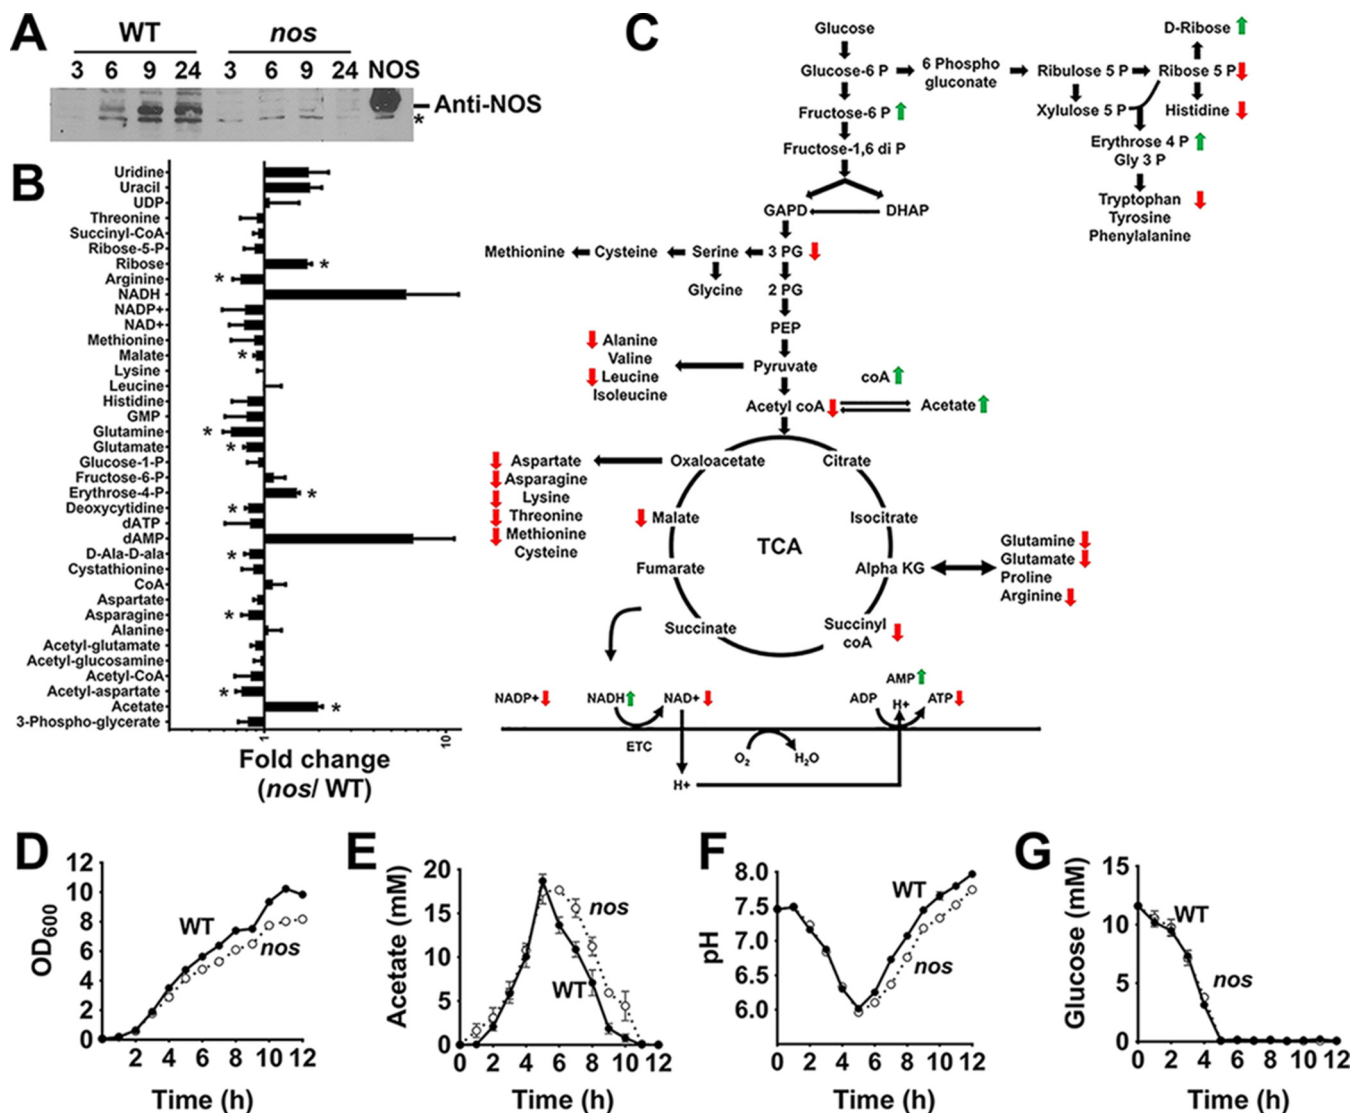 A
WT
nos
3 6 9 24 3 6 9 24 NOS
Anti-NOS
*
B
Uridine
Uracil
UDP
Threonine
Succinyl-CoA
Ribose-5-P
Ribose *
Arginine *
NADH
NADP+
NAD+
Methionine
Malate *
Lysine
Leucine
Histidine
GMP
Glutamine *
Glutamate *
Glucose-1-P
Fructose-6-P
Erythrose-4-P *
Deoxycytidine *
dATP
dAMP
D-Ala-D-ala *
Cystathionine
CoA
Aspartate
Asparagine *
Alanine
Acetyl-glutamate
Acetyl-glucosamine
Acetyl-CoA
Acetyl-aspartate *
Acetate *
3-Phospho-glycerate
1 10
Fold change
(nos/ WT)
C
Glucose
Glucose-6 P
6 Phospho
gluconate
Ribulose 5 P
Ribose 5 P
D-Ribose
Fructose-6 P
Xylulose 5 P
Histidine
Fructose-1,6 di P
Erythrose 4 P
Gly 3 P
GAPD
DHAP
Tryptophan
Tyrosine
Phenylalanine
Methionine
Cysteine
Serine
3 PG
Glycine
2 PG
PEP
Alanine
Valine
Leucine
Isoleucine
Pyruvate
coA
Acetyl coA
Acetate
Aspartate
Asparagine
Lysine
Threonine
Methionine
Cysteine
Oxaloacetate
Citrate
Malate
Isocitrate
TCA
Fumarate
Alpha KG
Glutamine
Glutamate
Proline
Arginine
Succinate
Succinyl
coA
NADP+
NADH
NAD+
ADP
AMP
H+
ATP
ETC
O2
H2O
H+
D
OD600
12
10
8
6
4
2
0
WT
nos
2 4 6 8 10 12
Time (h)
E
Acetate (mM)
20
15
10
5
0
nos
WT
0 2 4 6 8 10 12
Time (h)
F
pH
8.0
7.5
7.0
6.5
6.0
WT
nos
0 2 4 6 8 10 12
Time (h)
G
Glucose (mM)
15
10
5
0
WT
nos
0 2 4 6 8 10 12
Time (h)